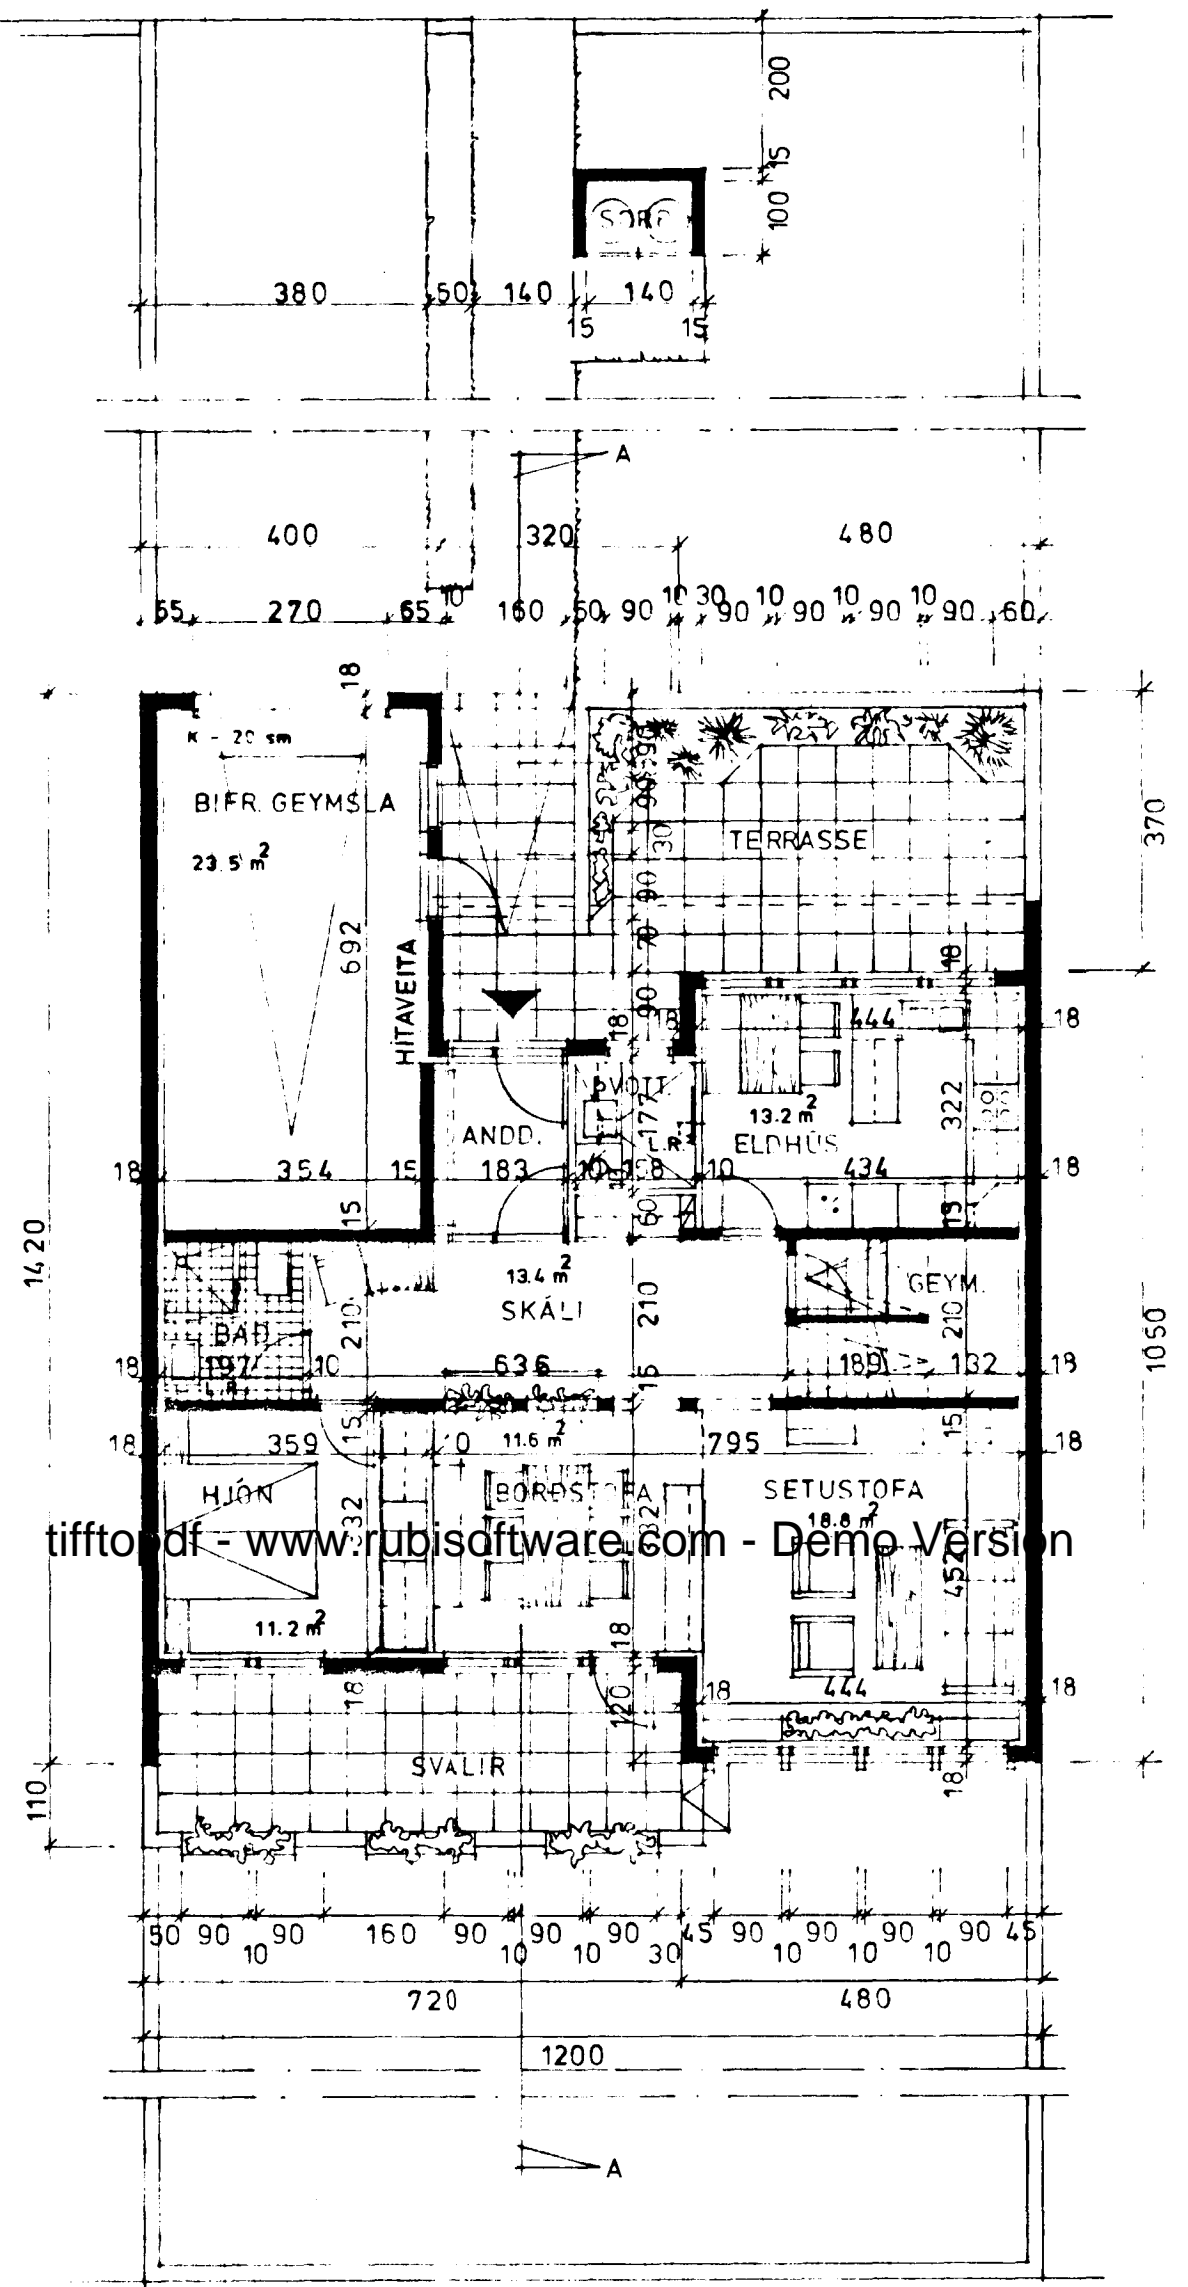 200
15
100
SORP
380 50 140 140
15 15
A
400 320 480
65 270 65 10 160 50 90 10 30 90 10 90 10 90 10 90 60
18
K - 20 sm
BIFR. GEYMSLA
23.5 m²
692
HITAVEITA
90
30
90
70
90
TERRASSE
370
18
444 18
18 18
ÞVOTT.
177
L.R.
13.2 m²
ELDHÚS
322
ANDD.
18 354 15 183 10 158 10 434 18
15
60
15
1420
13.4 m²
SKÁLI
210
GEYM.
210
BAÐ
210
18 197 10 636 189 132 18
L.R.
15
1050
15
15
18 359 10 11.6 m² 795 18
HJÓN
BORÐSTOFA
SETUSTOFA
18.8 m²
332
332
452
tifftopdf - www.rubisoftware.com - Demo Version
11.2 m²
18
18
120
18 444 18
SVALIR
18
110
50 90 10 90 160 90 10 90 10 90 30 45 90 10 90 10 90 10 90 45
720 480
1200
A